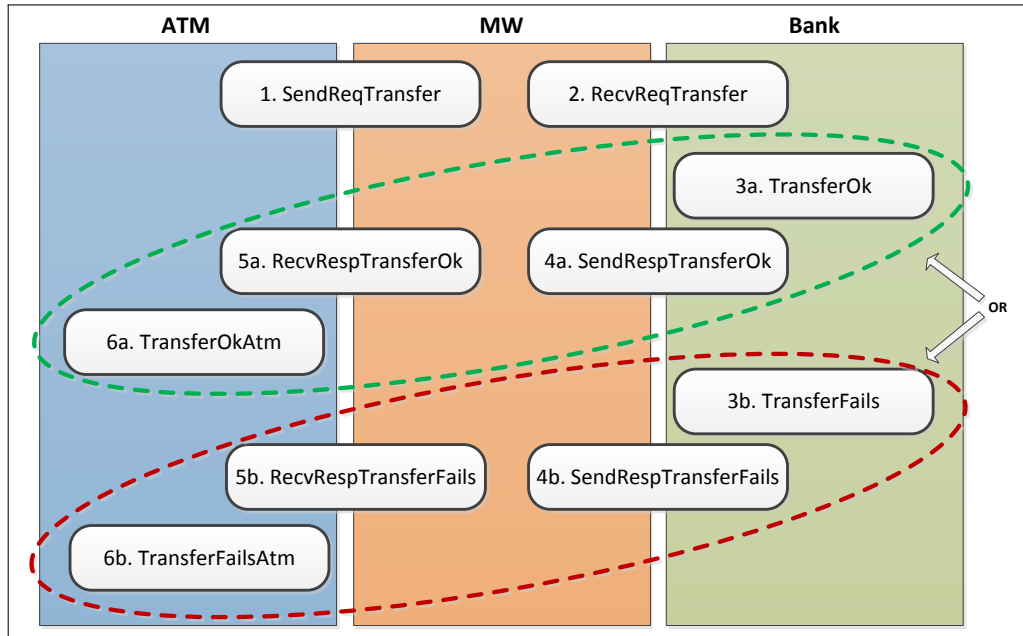 ATM
MW
Bank
1. SendReqTransfer
2. RecvReqTransfer
3a. TransferOk
5a. RecvRespTransferOk
4a. SendRespTransferOk
OR
6a. TransferOkAtm
3b. TransferFails
5b. RecvRespTransferFails
4b. SendRespTransferFails
6b. TransferFailsAtm